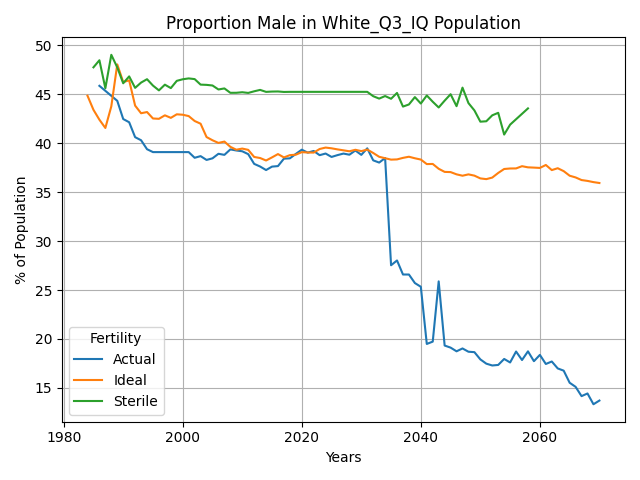 Proportion Male in White_Q3_IQ Population
% of Population
50
45
40
35
30
25
20
15
Fertility
Actual
Ideal
Sterile
1980
2000
2020
2040
2060
Years